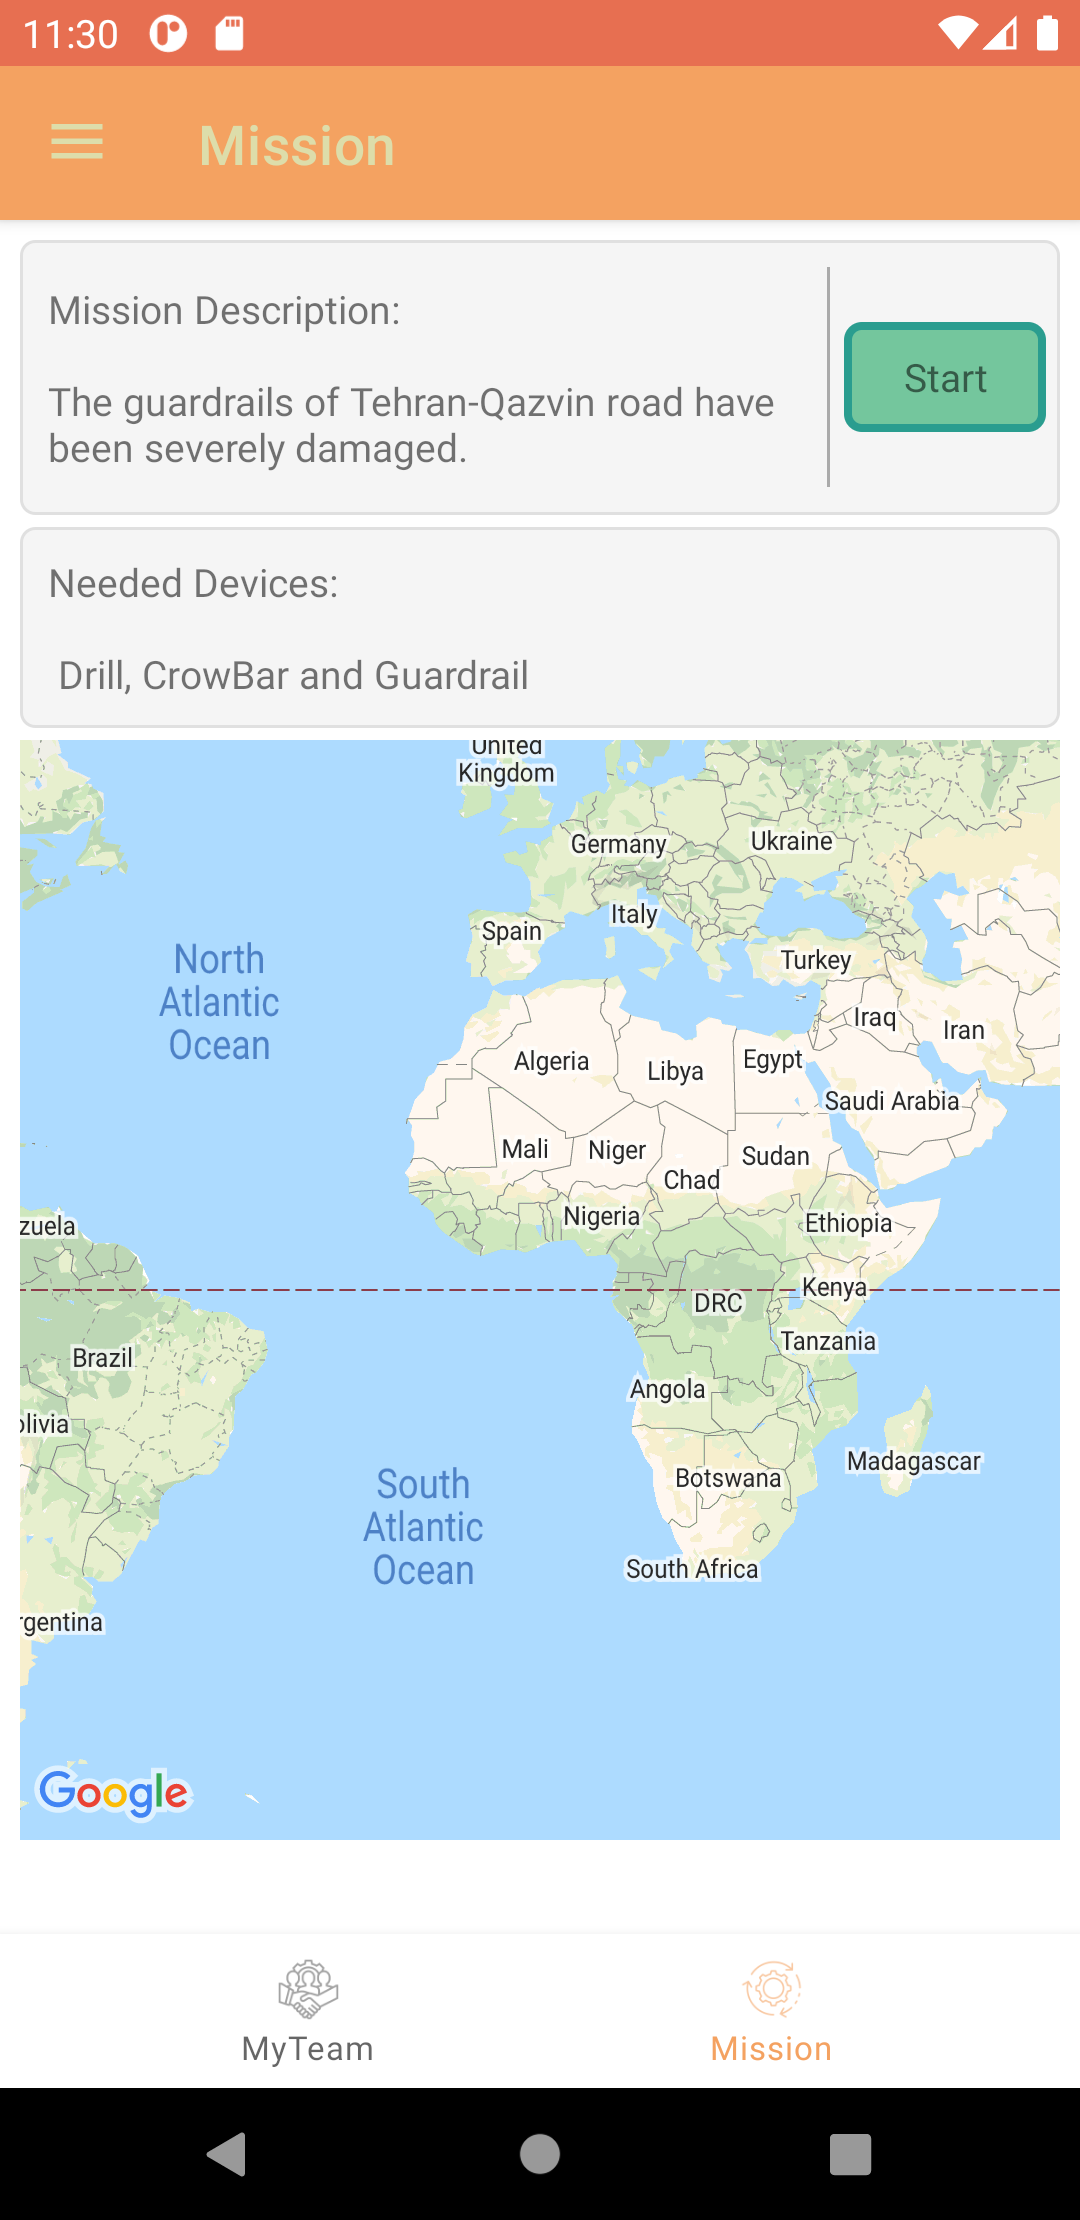 11:30
Mission
Mission Description:
The guardrails of Tehran-Qazvin road have
been severely damaged.
Start
Needed Devices:
Drill, CrowBar and Guardrail
United
Kingdom
Germany
Ukraine
Italy
Spain
Turkey
North
Atlantic
Ocean
Iraq
Iran
Algeria
Libya
Egypt
Saudi Arabia
Mali
Niger
Sudan
Chad
Nigeria
Ethiopia
zuela
Kenya
DRC
Tanzania
Brazil
Angola
olivia
Madagascar
Botswana
South
Atlantic
Ocean
South Africa
rgentina
Google
MyTeam
Mission